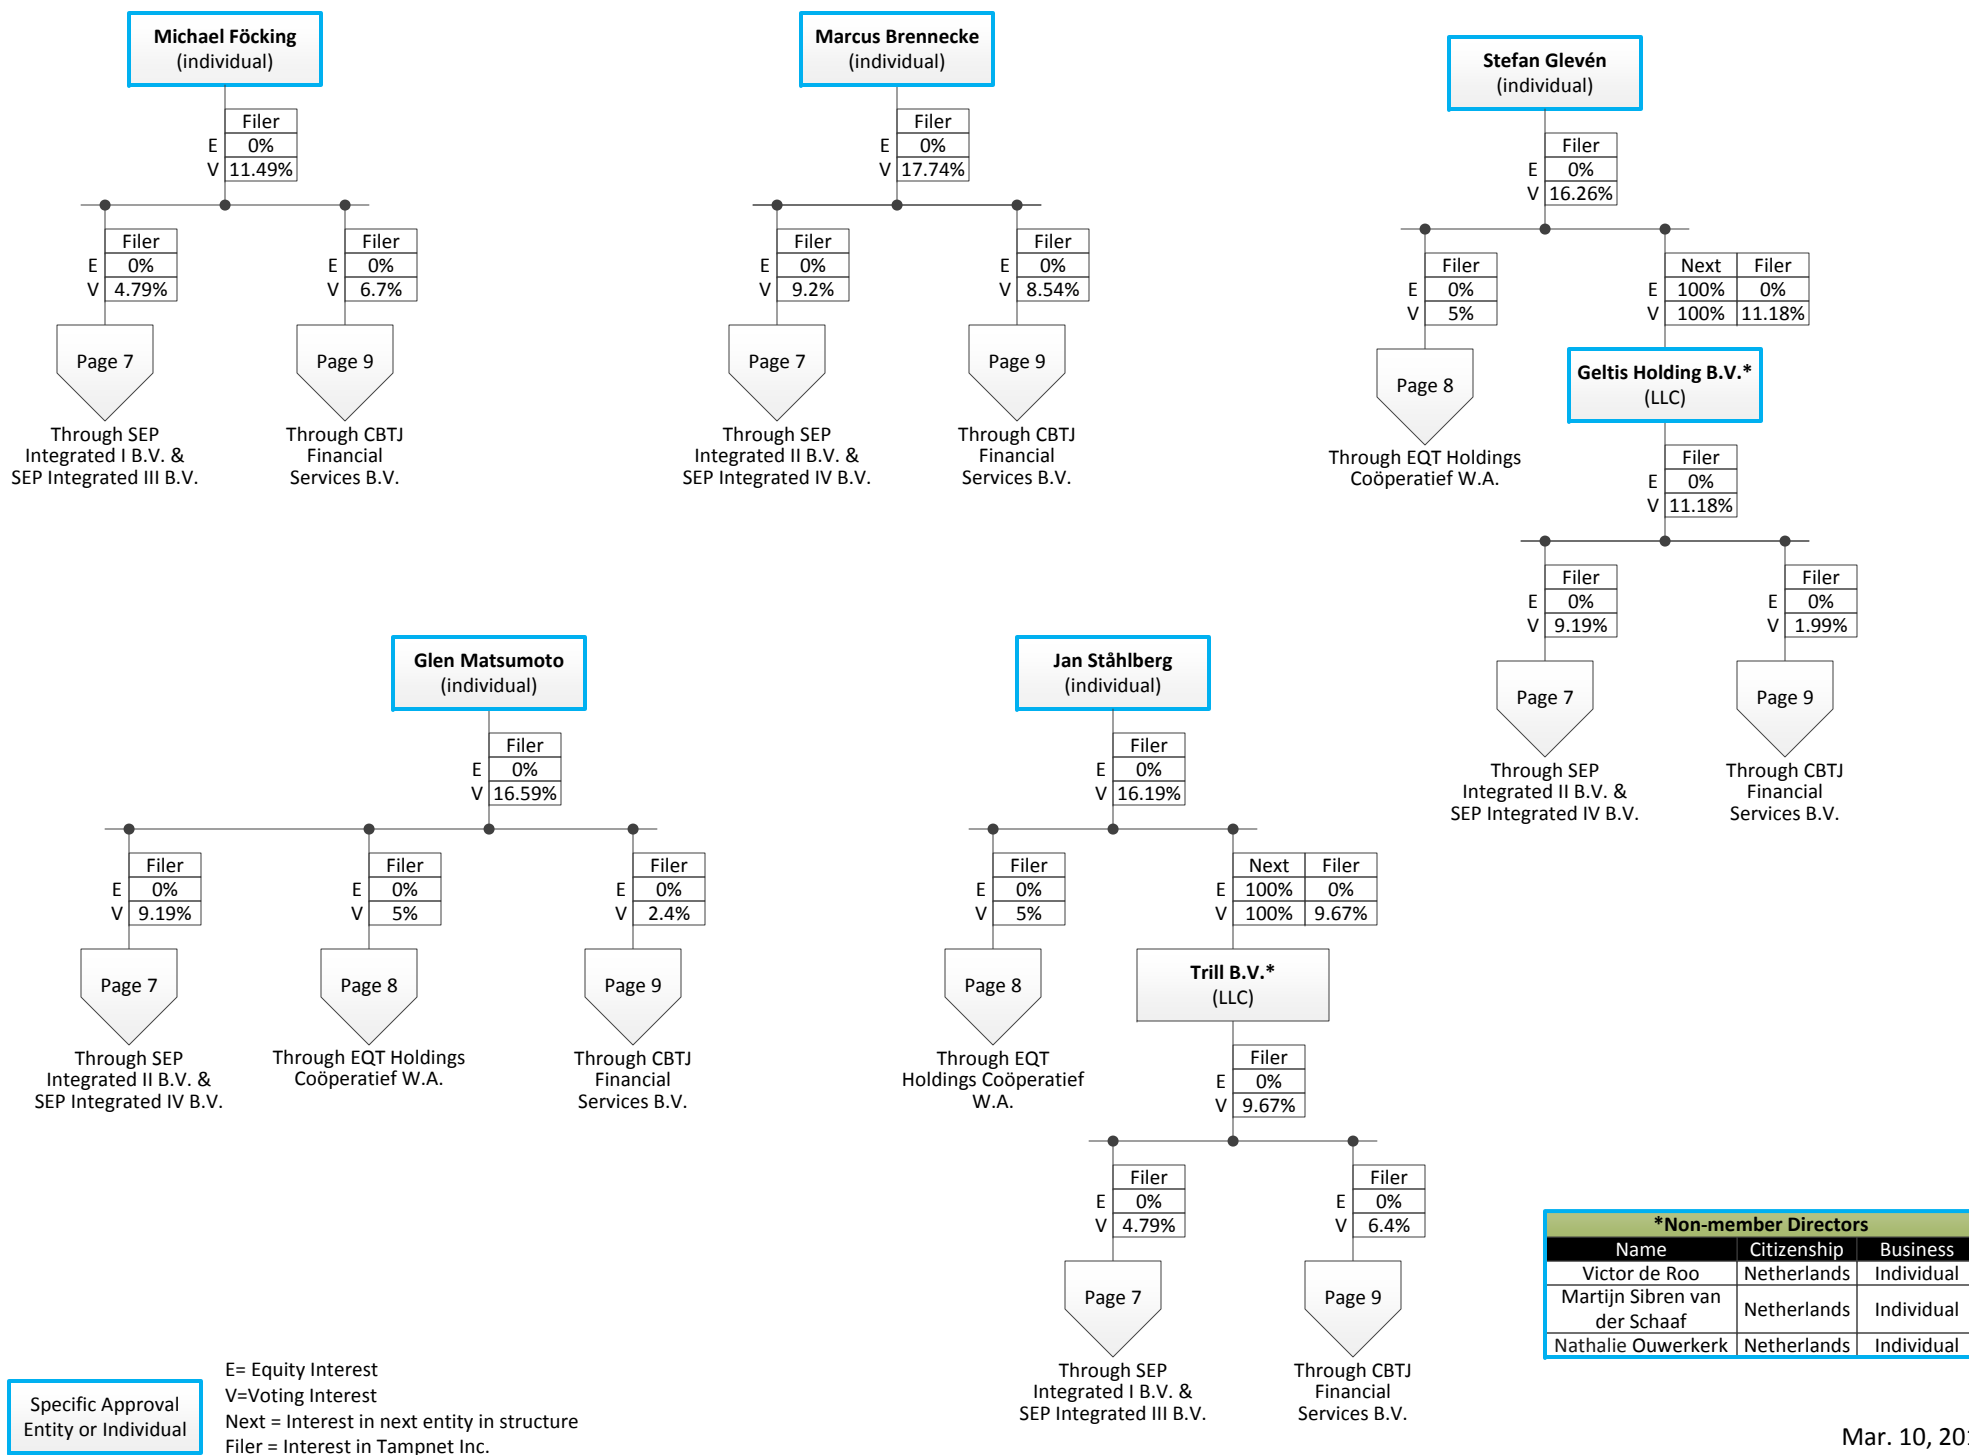 Michael Föcking
(individual)
Filer
E 0%
V 11.49%
Filer
E 0%
V 4.79%
Page 7
Through SEP
Integrated I B.V. &
SEP Integrated III B.V.
Filer
E 0%
V 6.7%
Page 9
Through CBTJ
Financial
Services B.V.
Marcus Brennecke
(individual)
Filer
E 0%
V 17.74%
Filer
E 0%
V 9.2%
Page 7
Through SEP
Integrated II B.V. &
SEP Integrated IV B.V.
Filer
E 0%
V 8.54%
Page 9
Through CBTJ
Financial
Services B.V.
Stefan Glevén
(individual)
Filer
E 0%
V 16.26%
Filer
E 0%
V 5%
Page 8
Through EQT Holdings
Coöperatief W.A.
Next Filer
E 100% 0%
V 100% 11.18%
Geltis Holding B.V.*
(LLC)
Filer
E 0%
V 11.18%
Filer
E 0%
V 9.19%
Page 7
Through SEP
Integrated II B.V. &
SEP Integrated IV B.V.
Filer
E 0%
V 1.99%
Page 9
Through CBTJ
Financial
Services B.V.
Glen Matsumoto
(individual)
Filer
E 0%
V 16.59%
Filer
E 0%
V 9.19%
Page 7
Through SEP
Integrated II B.V. &
SEP Integrated IV B.V.
Filer
E 0%
V 5%
Page 8
Through EQT Holdings
Coöperatief W.A.
Filer
E 0%
V 2.4%
Page 9
Through CBTJ
Financial
Services B.V.
Jan Ståhlberg
(individual)
Filer
E 0%
V 16.19%
Filer
E 0%
V 5%
Page 8
Through EQT
Holdings Coöperatief
W.A.
Next Filer
E 100% 0%
V 100% 9.67%
Trill B.V.*
(LLC)
Filer
E 0%
V 9.67%
Filer
E 0%
V 4.79%
Page 7
Through SEP
Integrated I B.V. &
SEP Integrated III B.V.
Filer
E 0%
V 6.4%
Page 9
Through CBTJ
Financial
Services B.V.
*Non-member Directors
Name Citizenship Business
Victor de Roo Netherlands Individual
Martijn Sibren van
der Schaaf Netherlands Individual
Nathalie Ouwerkerk Netherlands Individual
Specific Approval
Entity or Individual
E= Equity Interest
V=Voting Interest
Next = Interest in next entity in structure
Filer = Interest in Tampnet Inc.
Mar. 10,